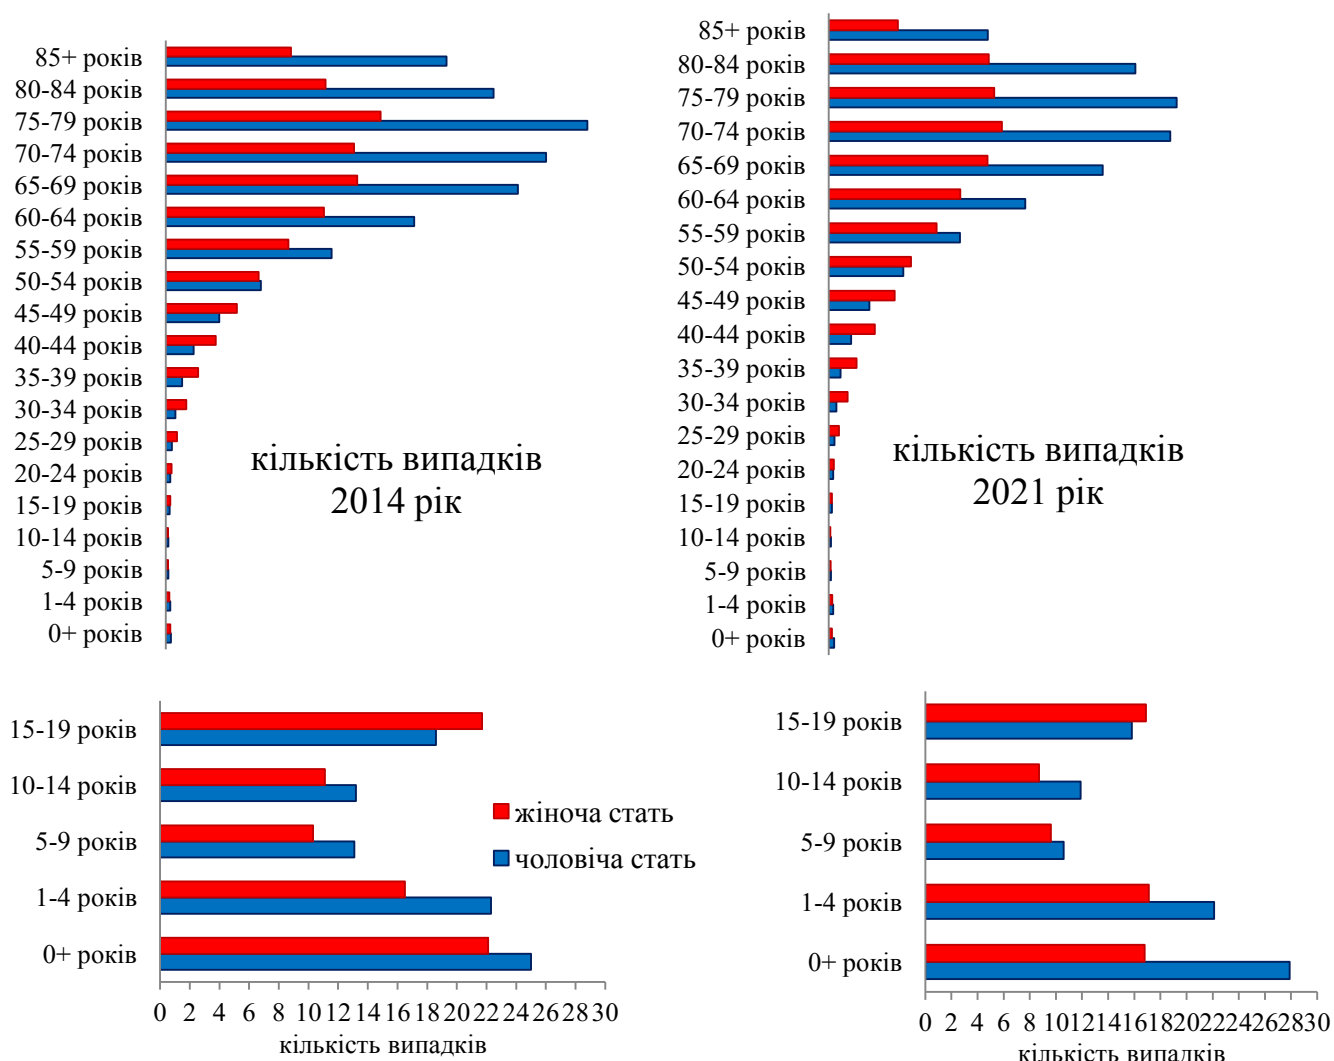 85+ років
80-84 років
75-79 років
70-74 років
65-69 років
60-64 років
55-59 років
50-54 років
45-49 років
40-44 років
35-39 років
30-34 років
25-29 років
20-24 років
15-19 років
10-14 років
5-9 років
1-4 років
0+ років
кількість випадків
2014 рік
85+ років
80-84 років
75-79 років
70-74 років
65-69 років
60-64 років
55-59 років
50-54 років
45-49 років
40-44 років
35-39 років
30-34 років
25-29 років
20-24 років
15-19 років
10-14 років
5-9 років
1-4 років
0+ років
кількість випадків
2021 рік
15-19 років
10-14 років
5-9 років
1-4 років
0+ років
0 2 4 6 8 10 12 14 16 18 20 22 24 26 28 30
кількість випадків
жіноча стать
чоловіча стать
15-19 років
10-14 років
5-9 років
1-4 років
0+ років
0 2 4 6 8 10 12 14 16 18 20 22 24 26 28 30
кількість випадків